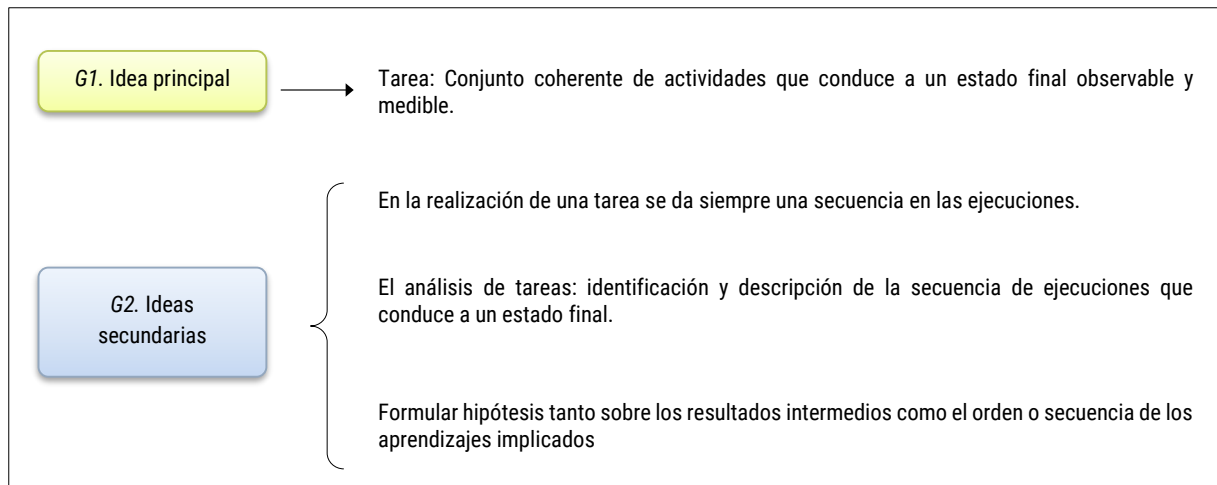 G1. Idea principal
Tarea: Conjunto coherente de actividades que conduce a un estado final observable y
medible.
En la realización de una tarea se da siempre una secuencia en las ejecuciones.
G2. Ideas
secundarias
El análisis de tareas: identificación y descripción de la secuencia de ejecuciones que
conduce a un estado final.
Formular hipótesis tanto sobre los resultados intermedios como el orden o secuencia de los
aprendizajes implicados